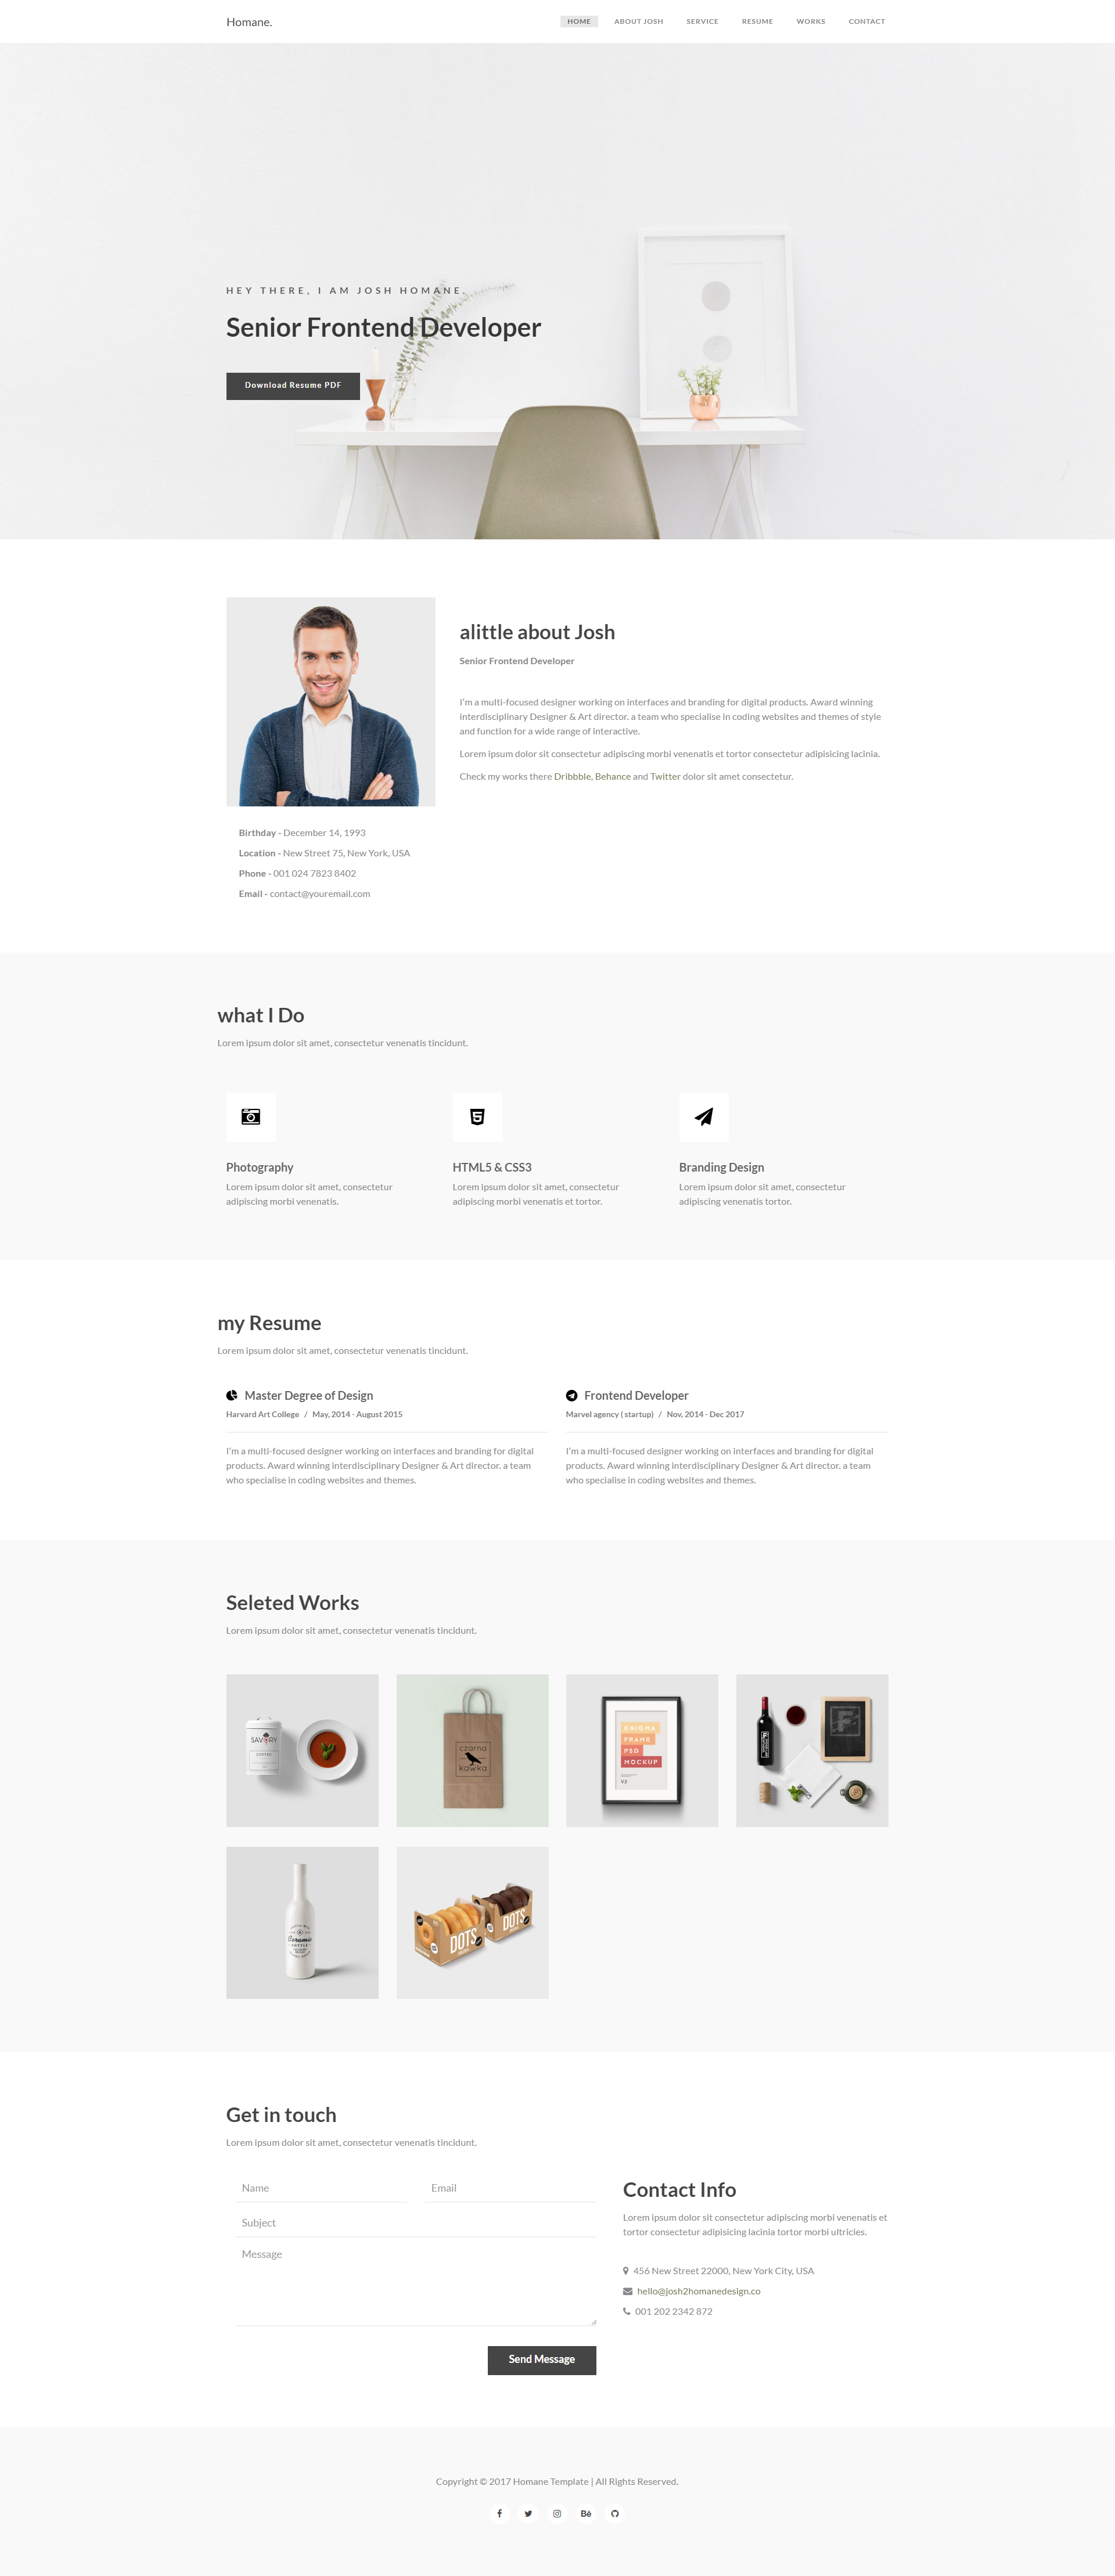 Homane.
HOME ABOUT JOSH SERVICE RESUME WORKS CONTACT
HEY THERE, I AM JOSH HOMANE.
Senior Frontend Developer
Download Resume PDF
alittle about Josh
Senior Frontend Developer
I'm a multi-focused designer working on interfaces and branding for digital products. Award winning
interdisciplinary Designer & Art director. a team who specialise in coding websites and themes of style
and function for a wide range of interactive.
Lorem ipsum dolor sit consectetur adipiscing morbi venenatis et tortor consectetur adipisicing lacinia.
Check my works there Dribbble, Behance and Twitter dolor sit amet consectetur.
Birthday - December 14, 1993
Location - New Street 75, New York, USA
Phone - 001 024 7823 8402
Email - contact@youremall.com
what I Do
Lorem ipsum dolor sit amet, consectetur venenatis tincidunt.
Photography
Lorem ipsum dolor sit amet, consectetur
adipiscing morbi venenatis.
HTML5 & CSS3
Lorem ipsum dolor sit amet, consectetur
adipiscing morbi venenatis et tortor.
Branding Design
Lorem ipsum dolor sit amet, consectetur
adipiscing venenatis tortor.
my Resume
Lorem ipsum dolor sit amet, consectetur venenatis tincidunt.
Master Degree of Design
Harvard Art College / May, 2014 - August 2015
I'm a multi-focused designer working on interfaces and branding for digital
products. Award winning interdisciplinary Designer & Art director. a team
who specialise in coding websites and themes.
Frontend Developer
Marvel agency ( startup) / Nov, 2014 - Dec 2017
I'm a multi-focused designer working on interfaces and branding for digital
products. Award winning interdisciplinary Designer & Art director. a team
who specialise in coding websites and themes.
Seleted Works
Lorem ipsum dolor sit amet, consectetur venenatis tincidunt.
SAVORY
COFFEE
czarna
kawka
ENIGMA
FRAME
PSD
MOCKUP
V.2
F
Ceramic
BOTTLE
DOTS
DOTS
Get in touch
Lorem ipsum dolor sit amet, consectetur venenatis tincidunt.
Name
Email
Subject
Message
Send Message
Contact Info
Lorem ipsum dolor sit consectetur adipiscing morbi venenatis et
tortor consectetur adipisicing lacinia tortor morbi ultricies.
456 New Street 22000, New York City, USA
hello@josh2homanedesign.co
001 202 2342 872
Copyright © 2017 Homane Template | All Rights Reserved.
Bē